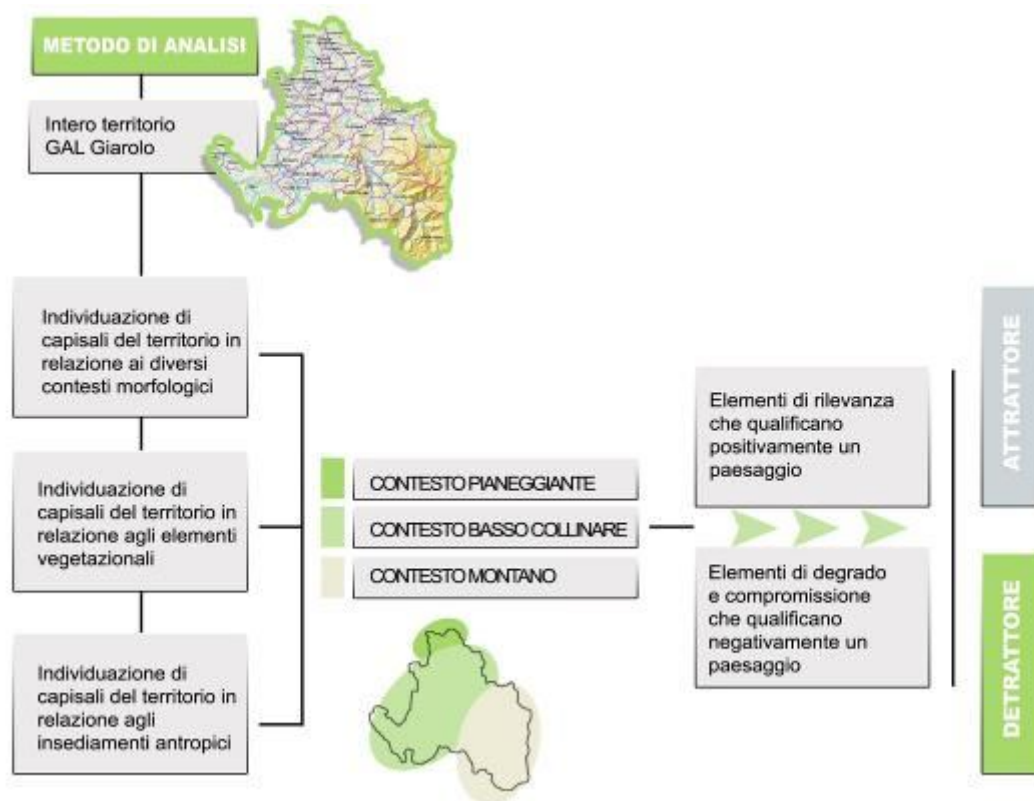 METODO DI ANALISI
Intero territorio
GAL Giarolo
Individuazione di
capisali del territorio in
relazione ai diversi
contesti morfologici
Individuazione di
capisali del territorio in
relazione agli elementi
vegetazionali
Individuazione di
capisali del territorio in
relazione agli
insediamenti antropici
CONTESTO PIANEGGIANTE
CONTESTO BASSO COLLINARE
CONTESTO MONTANO
Elementi di rilevanza
che qualificano
positivamente un
paesaggio
Elementi di degrado
e compromissione
che qualificano
negativamente un
paesaggio
ATTRATTORE
DETRATTORE